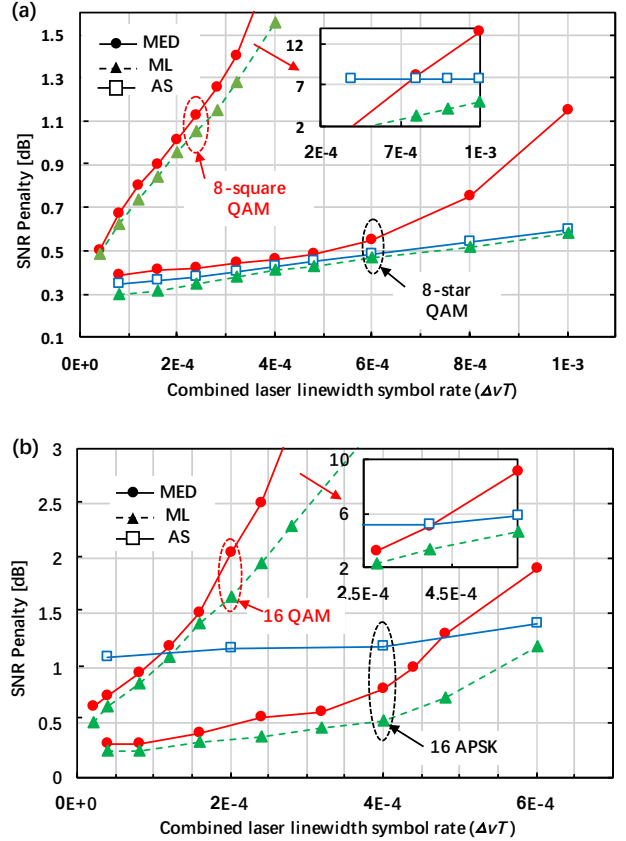 (a)
1.5
1.3
1.1
0.9
0.7
0.5
0.3
0.1
SNR Penalty [dB]
MED
ML
AS
12
7
2
2E-4 7E-4 1E-3
8-square
QAM
8-star
QAM
0E+0 2E-4 4E-4 6E-4 8E-4 1E-3
Combined laser linewidth symbol rate (ΔvT)
(b)
3
2.5
2
1.5
1
0.5
0
SNR Penalty [dB]
MED
ML
AS
10
6
2
2.5E-4 4.5E-4
16 QAM
16 APSK
0E+0 2E-4 4E-4 6E-4
Combined laser linewidth symbol rate (ΔvT)